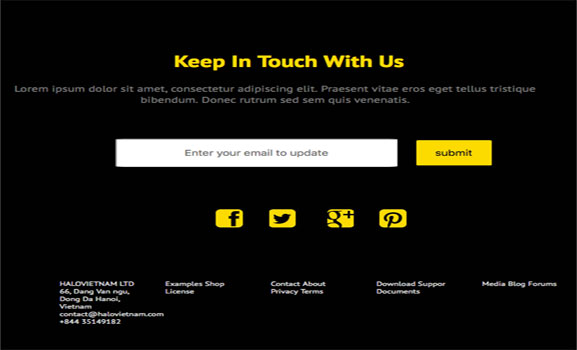 Keep In Touch With Us
Lorem ipsum dolor sit amet, consectetur adipiscing elit. Praesent vitae eros eget tellus tristique
bibendum. Donec rutrum sed sem quis venenatis.
Enter your email to update
submit
HALOVIETNAM LTD
66, Dang Van ngu,
Dong Da Hanoi,
Vietnam
contact@halovietnam.com
+844 35149182
Examples Shop
License
Contact About
Privacy Terms
Download Suppor
Documents
Media Blog Forums